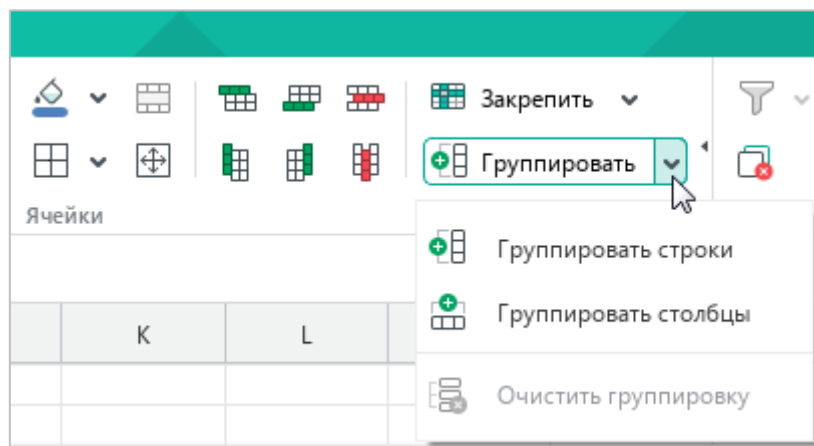 Закрепить
Группировать
Ячейки
Группировать строки
Группировать столбцы
K L
Очистить группировку